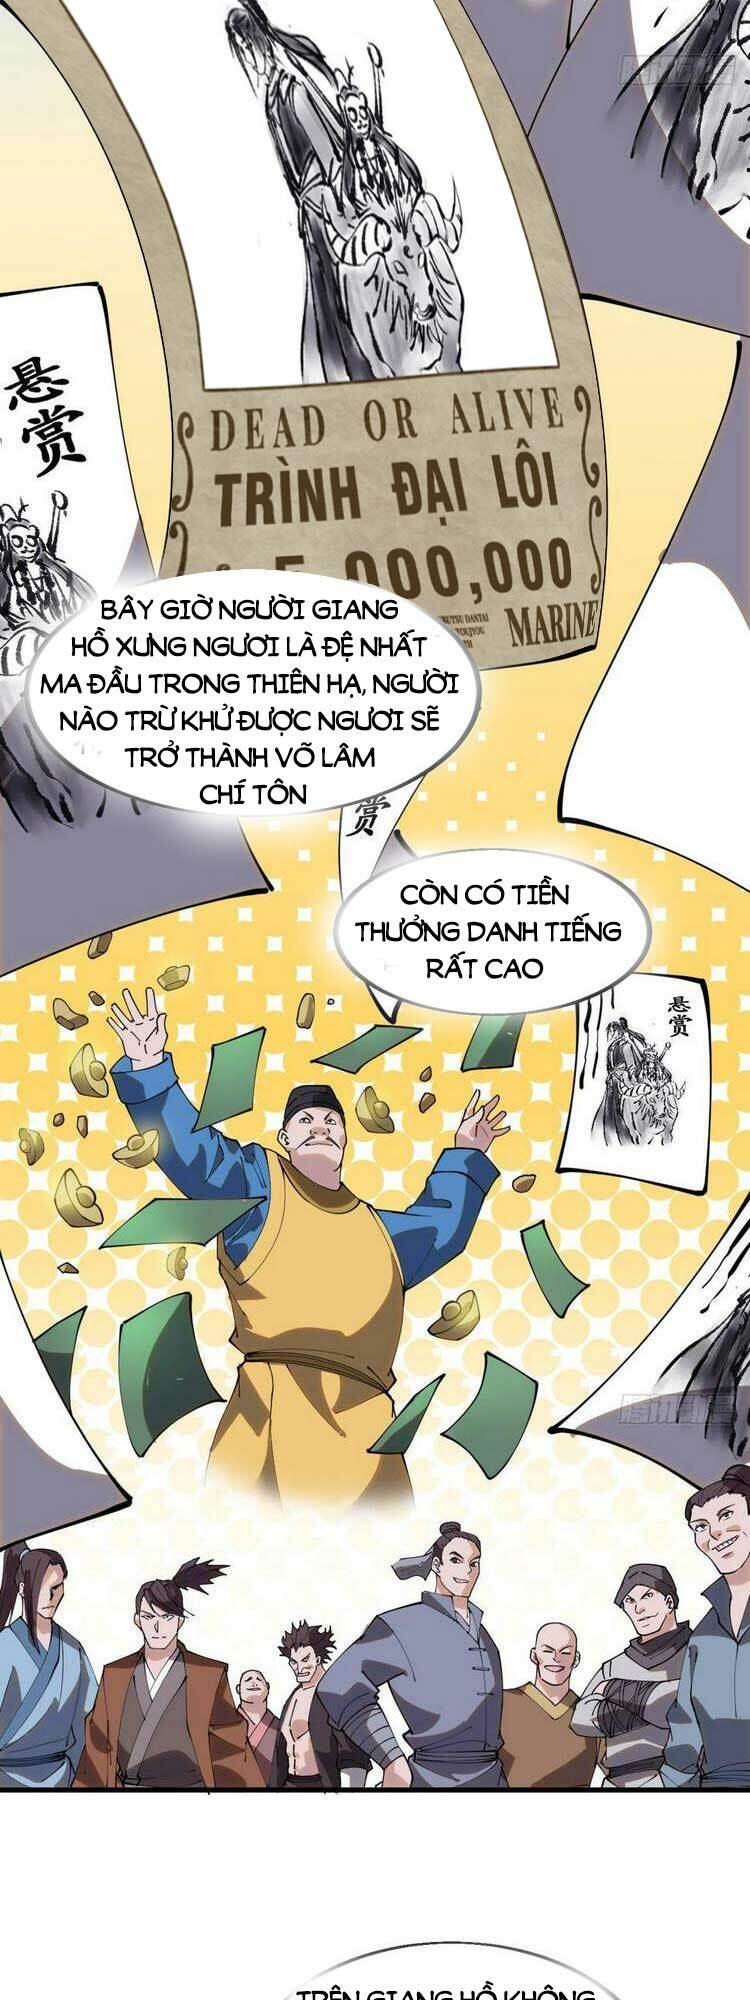 DEAD OR ALIVE
TRÌNH ĐẠI LÔI
5,000,000
MARINE
悬赏
BÂY GIỜ NGƯỜI GIANG
HỒ XƯNG NGƯƠI LÀ ĐỆ NHẤT
MA ĐẦU TRONG THIÊN HẠ, NGƯỜI
NÀO TRỪ KHỬ ĐƯỢC NGƯƠI SẼ
TRỞ THÀNH VÕ LÂM
CHÍ TÔN
赏
CÒN CÓ TIỀN
THƯỞNG DANH TIẾNG
RẤT CAO
悬赏
TRÊN GIANG HỒ KHÔNG